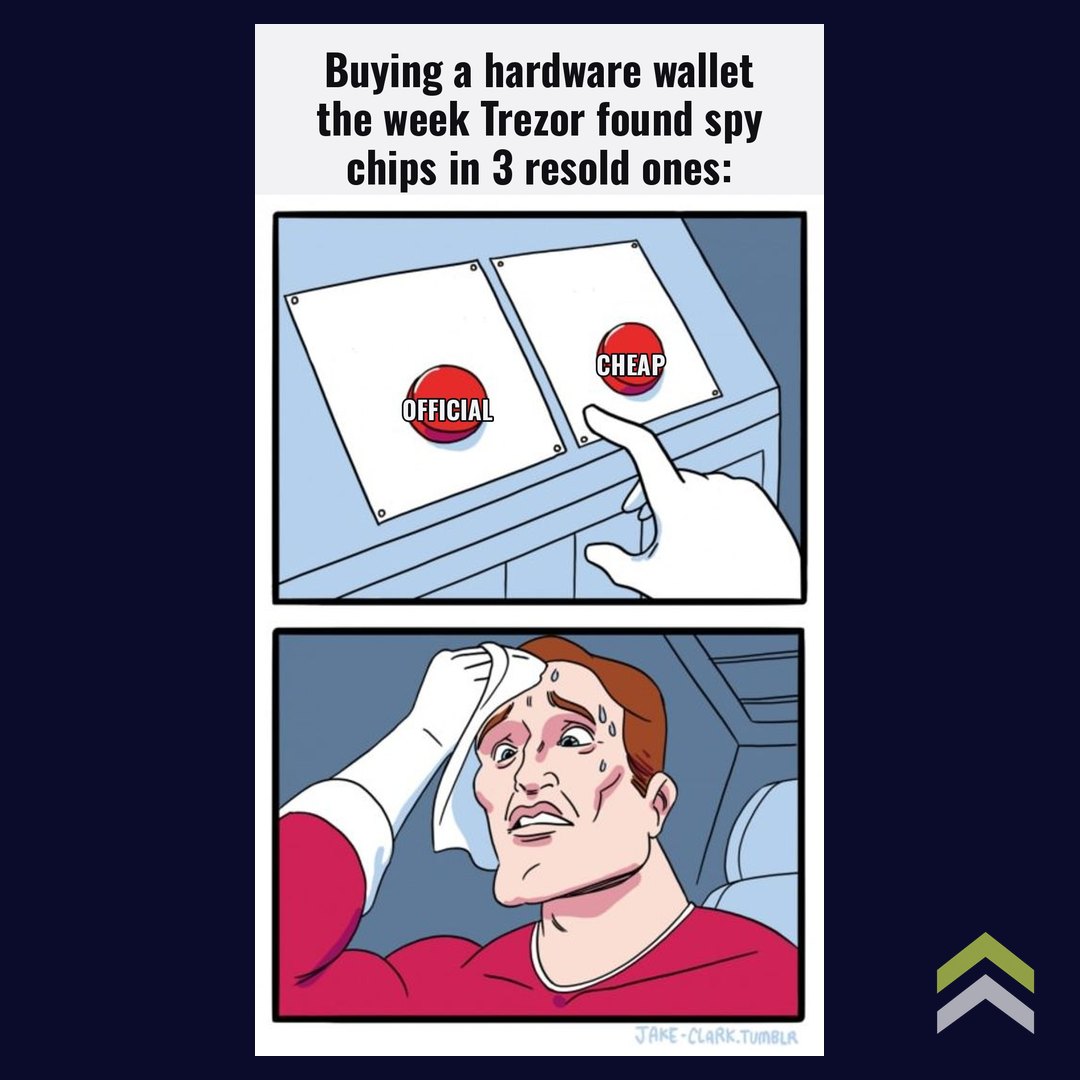 Buying a hardware wallet
the week Trezor found spy
chips in 3 resold ones:
CHEAP
OFFICIAL
JAKE-CLARK.TUMBLR